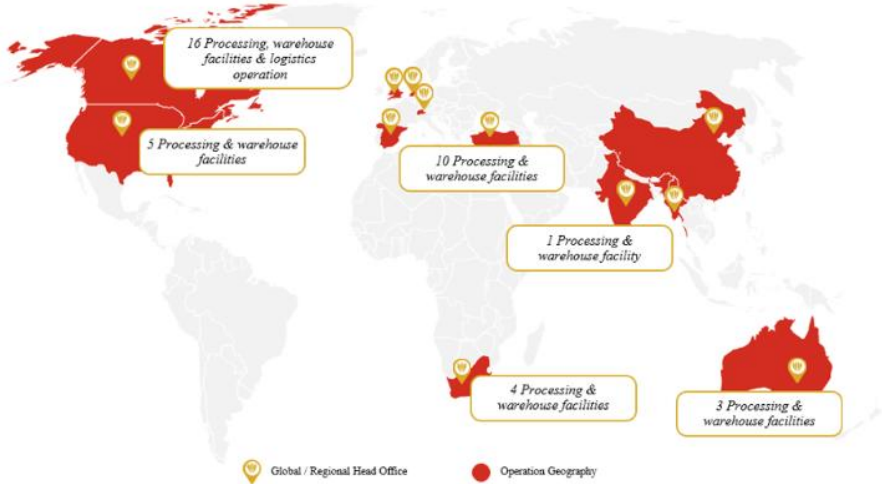 16 Processing, warehouse
facilities & logistics
operation
5 Processing & warehouse
facilities
10 Processing &
warehouse facilities
1 Processing &
warehouse facility
4 Processing &
warehouse facilities
3 Processing &
warehouse facilities
Global / Regional Head Office
Operation Geography